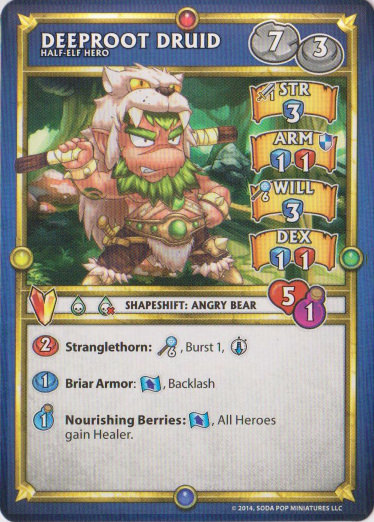 DEEPROOT DRUID
HALF-ELF HERO
7 3
STR
1
3
ARM
1 1
WILL
3
DEX
1 1
SHAPESHIFT: ANGRY BEAR
5
1
2 Stranglethorn: , Burst 1,
1 Briar Armor: , Backlash
1 Nourishing Berries: , All Heroes
gain Healer.
© 2014, SODA POP MINIATURES LLC